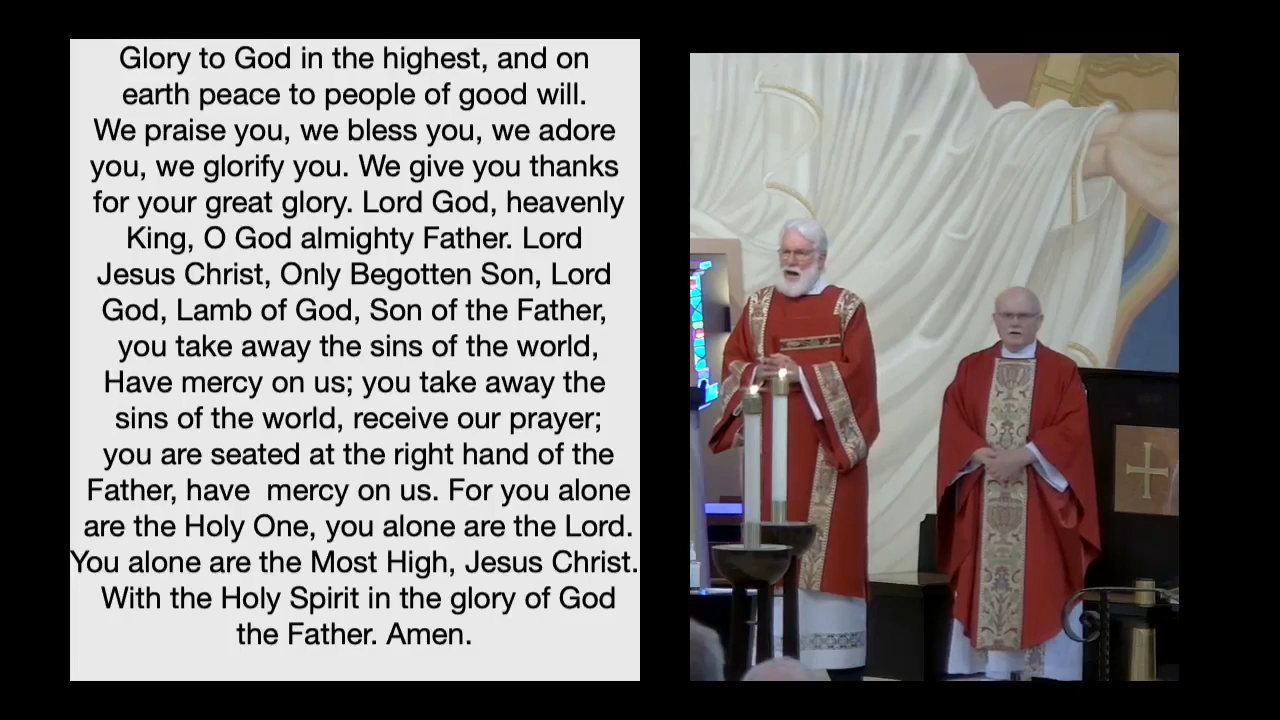 Glory to God in the highest, and on
earth peace to people of good will.
We praise you, we bless you, we adore
you, we glorify you. We give you thanks
for your great glory. Lord God, heavenly
King, O God almighty Father. Lord
Jesus Christ, Only Begotten Son, Lord
God, Lamb of God, Son of the Father,
you take away the sins of the world,
Have mercy on us; you take away the
sins of the world, receive our prayer;
you are seated at the right hand of the
Father, have  mercy on us. For you alone
are the Holy One, you alone are the Lord.
You alone are the Most High, Jesus Christ.
With the Holy Spirit in the glory of God
the Father. Amen.